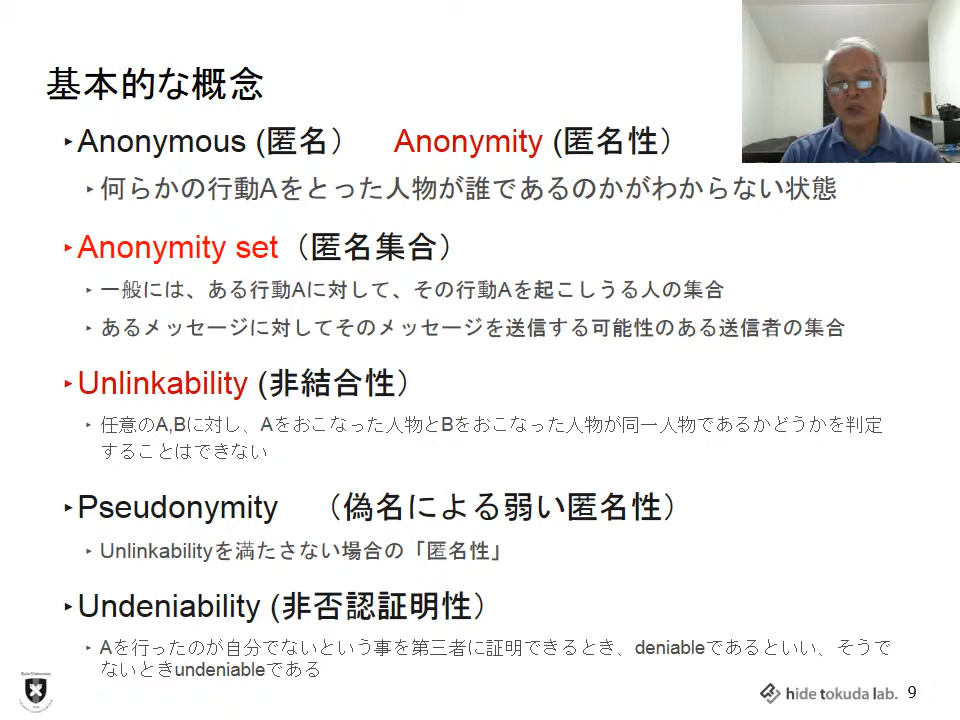 基本的な概念
‣Anonymous (匿名） Anonymity (匿名性）
‣何らかの行動Aをとった人物が誰であるのかがわからない状態
‣Anonymity set（匿名集合）
‣一般には、ある行動Aに対して、その行動Aを起こしうる人の集合
‣あるメッセージに対してそのメッセージを送信する可能性のある送信者の集合
‣Unlinkability (非結合性）
‣任意のA,Bに対し、Aをおこなった人物とBをおこなった人物が同一人物であるかどうかを判定
することはできない
‣Pseudonymity （偽名による弱い匿名性）
‣Unlinkabilityを満たさない場合の「匿名性」
‣Undeniability (非否認証明性）
‣Aを行ったのが自分でないという事を第三者に証明できるとき、deniableであるといい、そうで
ないときundeniableである
Keio University
hide tokuda lab. 9